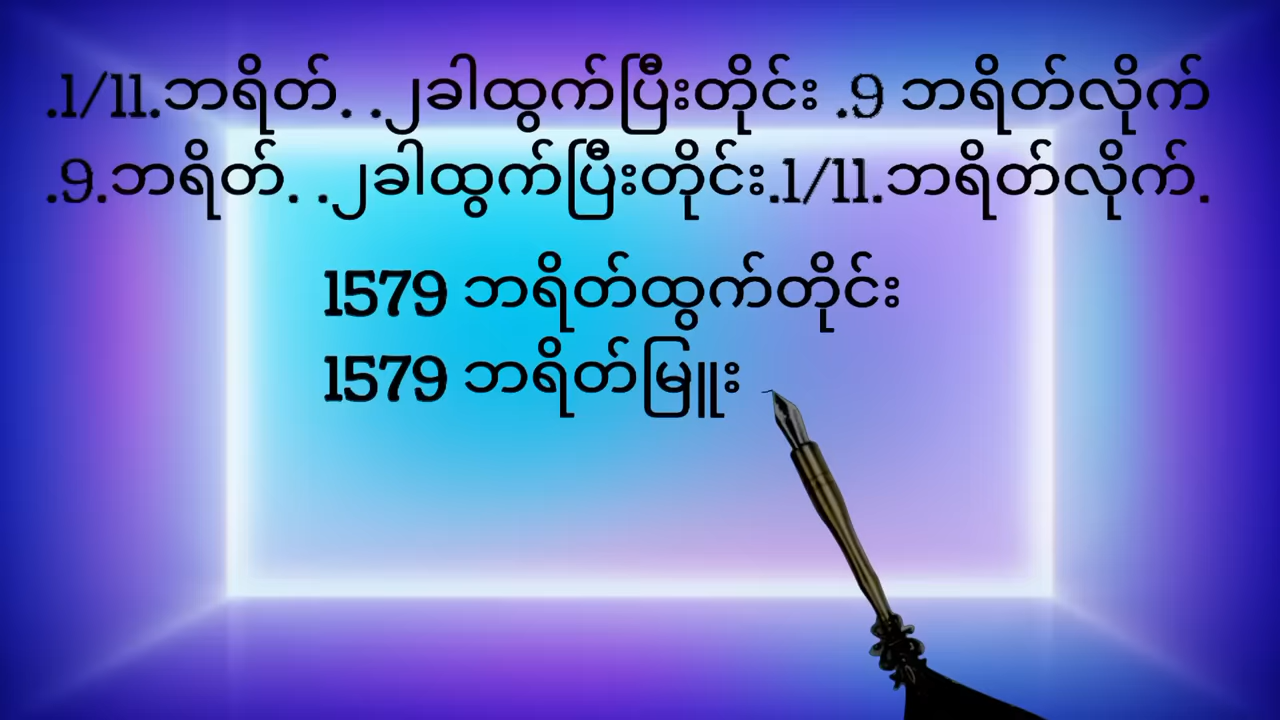 .1/11.ဘရိတ်. .၂ခါထွက်ပြီးတိုင်း .9 ဘရိတ်လိုက်
.9.ဘရိတ်. .၂ခါထွက်ပြီးတိုင်း.1/11.ဘရိတ်လိုက်.
1579 ဘရိတ်ထွက်တိုင်း
1579 ဘရိတ်မြူး